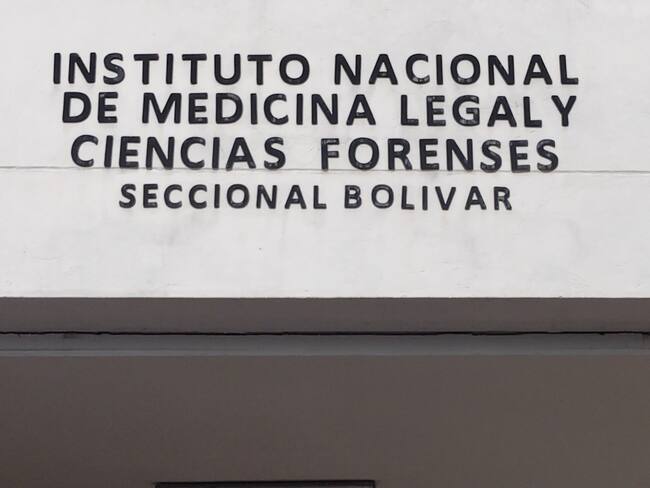 INSTITUTO NACIONAL
DE MEDICINA LEGAL Y
CIENCIAS FORENSES
SECCIONAL BOLIVAR